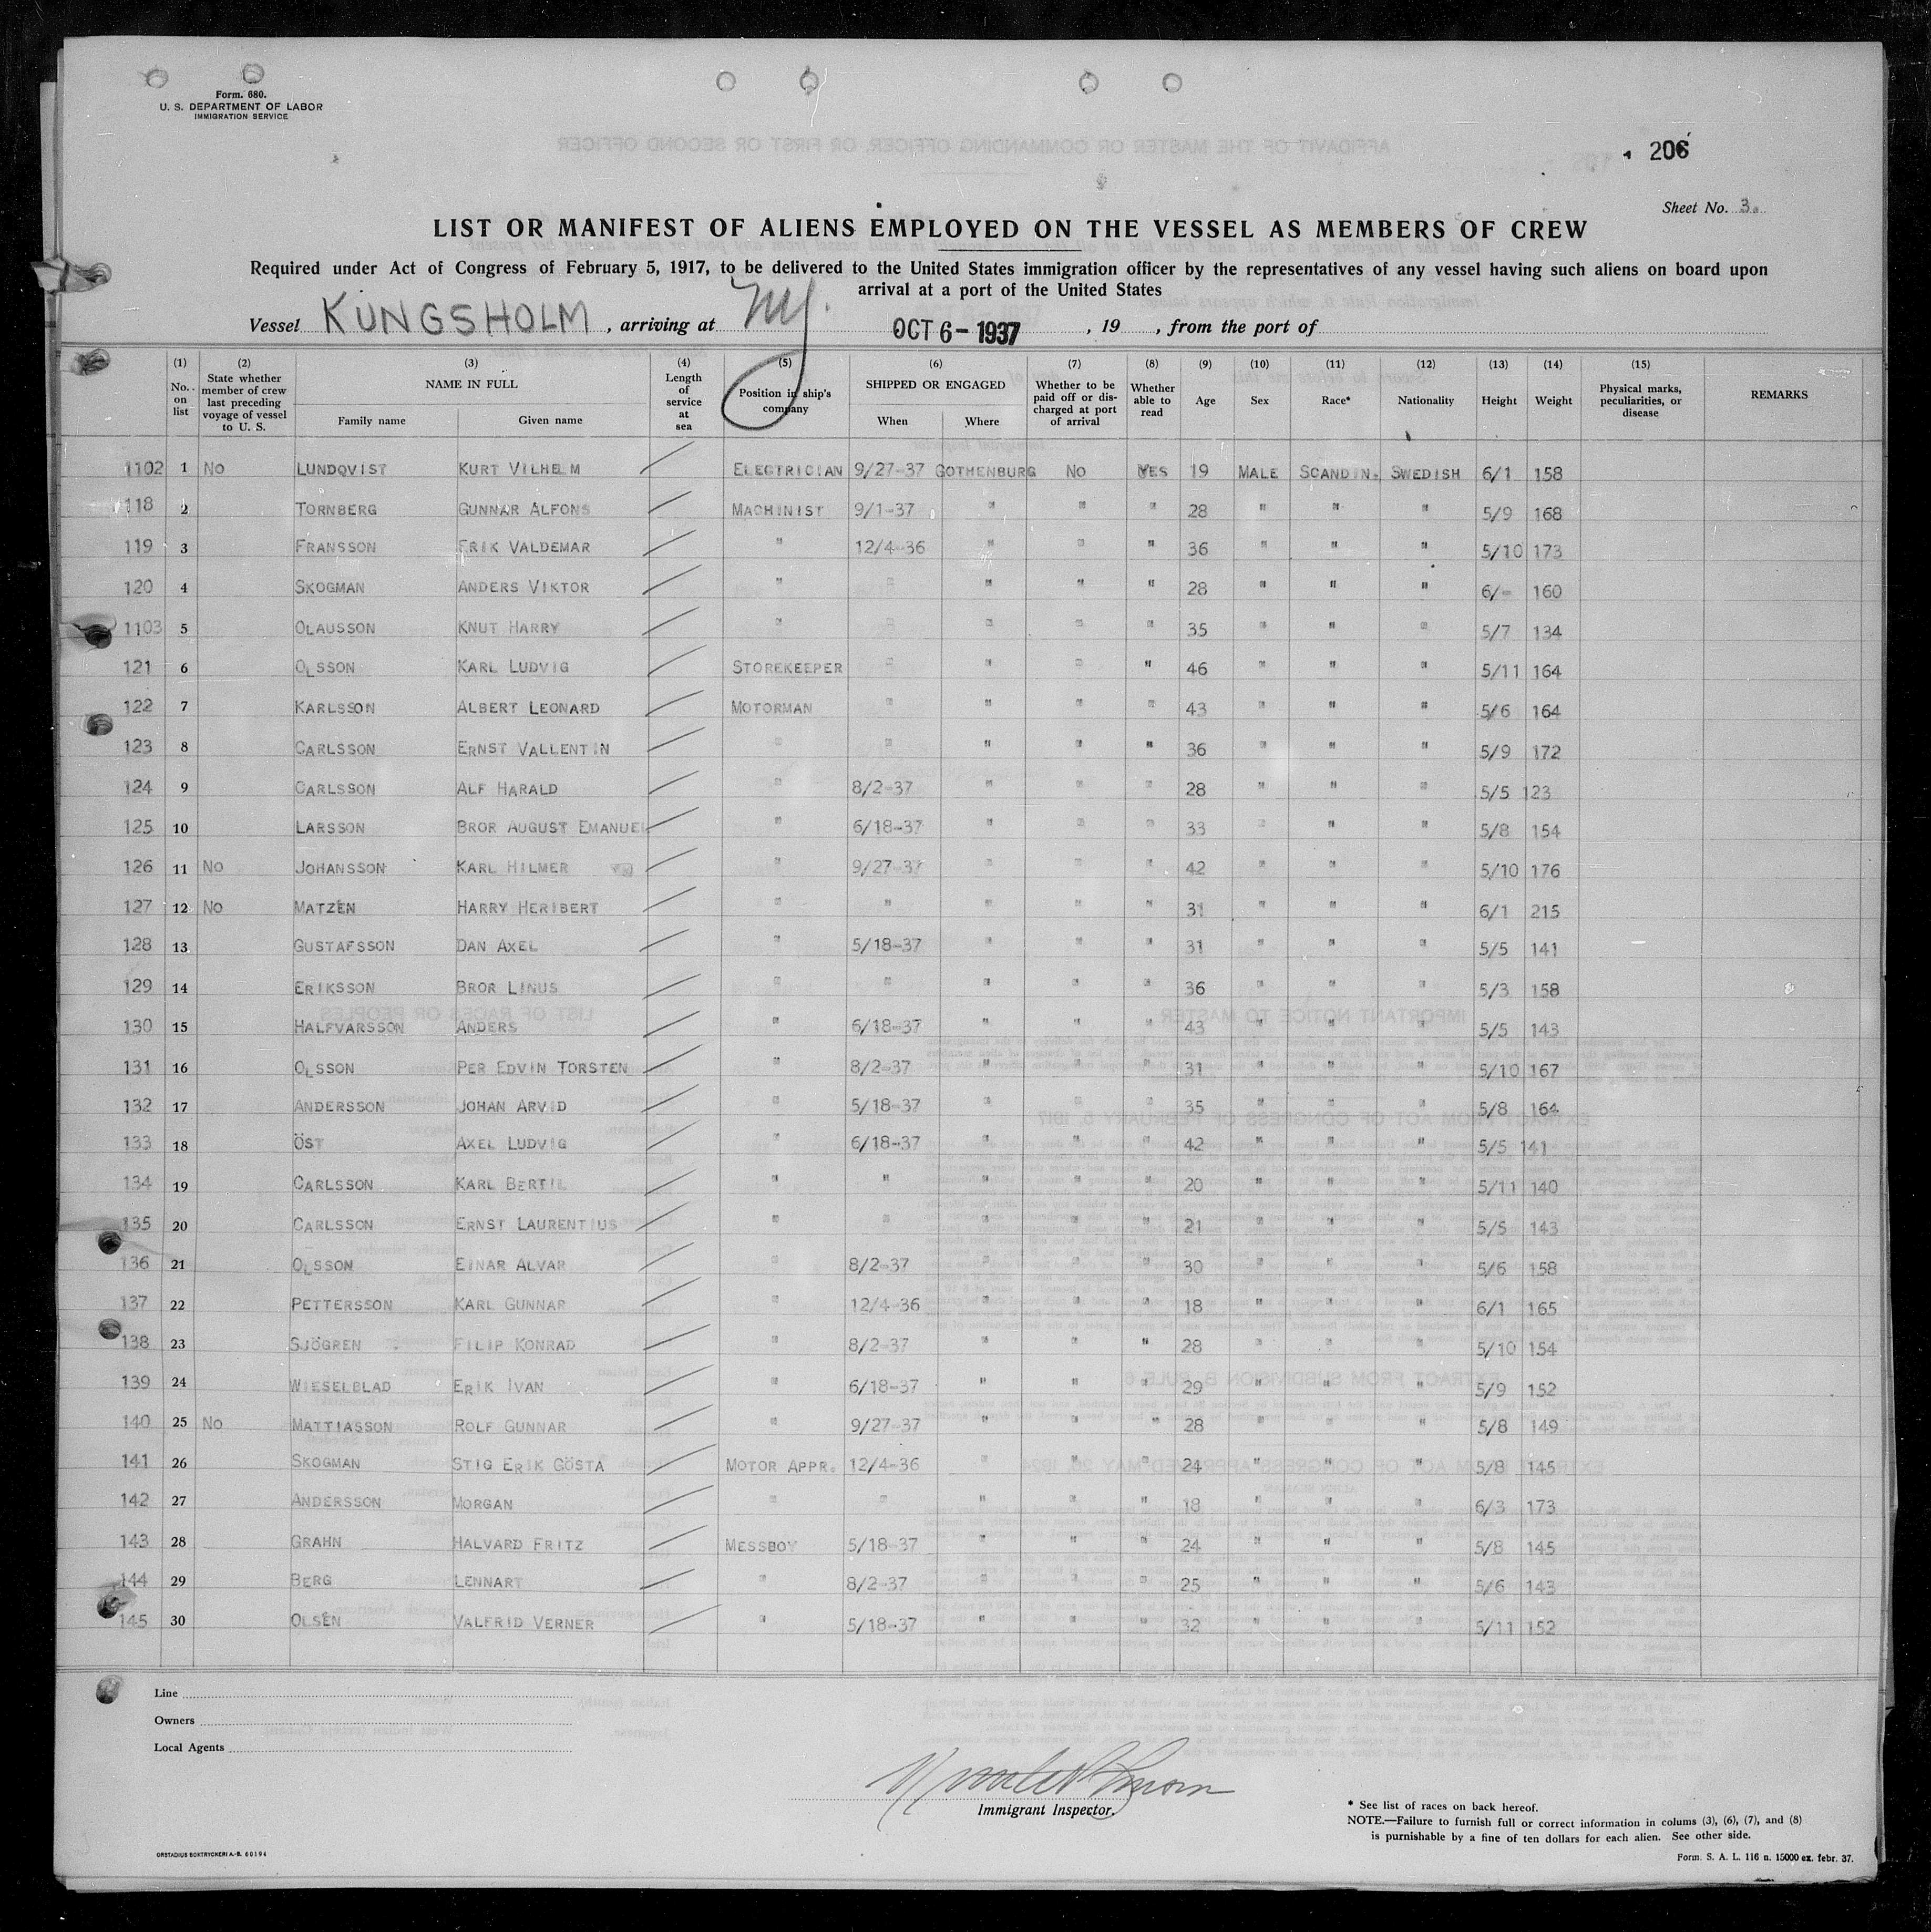 Form. 680.
U. S. DEPARTMENT OF LABOR
IMMIGRATION SERVICE
206
Sheet No. 3.
LIST OR MANIFEST OF ALIENS EMPLOYED ON THE VESSEL AS MEMBERS OF CREW
Required under Act of Congress of February 5, 1917, to be delivered to the United States immigration officer by the representatives of any vessel having such aliens on board upon
arrival at a port of the United States
Vessel KUNGSHOLM, arriving at NY. OCT 6-1937, 19 , from the port of
(1) No. on list (2) State whether member of crew last preceding voyage of vessel to U. S. (3) NAME IN FULL Family name Given name (4) Length of service at sea (5) Position in ship's company (6) SHIPPED OR ENGAGED When Where (7) Whether to be paid off or discharged at port of arrival (8) Whether able to read (9) Age (10) Sex (11) Race* (12) Nationality (13) Height (14) Weight (15) Physical marks, peculiarities, or disease REMARKS
1102 1 NO LUNDQVIST KURT VILHELM / ELECTRICIAN 9/27-37 GOTHENBURG NO YES 19 MALE SCANDIN. SWEDISH 6/1 158
118 2 TORNBERG GUNNAR ALFONS / MACHINIST 9/1-37 " " " 28 " " " 5/9 168
119 3 FRANSSON ERIK VALDEMAR / " 12/4-36 " " " 36 " " " 5/10 173
120 4 SKOGMAN ANDERS VIKTOR / " " " " " 28 " " " 6/- 160
1103 5 OLAUSSON KNUT HARRY / " " " " " 35 " " " 5/7 134
121 6 OLSSON KARL LUDVIG / STOREKEEPER " " " " 46 " " " 5/11 164
122 7 KARLSSON ALBERT LEONARD / MOTORMAN " " " " 43 " " " 5/6 164
123 8 CARLSSON ERNST VALLENTIN / " " " " " 36 " " " 5/9 172
124 9 CARLSSON ALF HARALD / " 8/2-37 " " " 28 " " " 5/5 123
125 10 LARSSON BROR AUGUST EMANUEL / " 6/18-37 " " " 33 " " " 5/8 154
126 11 NO JOHANSSON KARL HILMER / " 9/27-37 " " " 42 " " " 5/10 176
127 12 NO MATZÉN HARRY HERIBERT / " " " " " 31 " " " 6/1 215
128 13 GUSTAFSSON DAN AXEL / " 5/18-37 " " " 31 " " " 5/5 141
129 14 ERIKSSON BROR LINUS / " " " " " 36 " " " 5/3 158
130 15 HALFVARSSON ANDERS / " 6/18-37 " " " 43 " " " 5/5 143
131 16 OLSSON PER EDVIN TORSTEN / " 8/2-37 " " " 31 " " " 5/10 167
132 17 ANDERSSON JOHAN ARVID / " 5/18-37 " " " 35 " " " 5/8 164
133 18 ÖST AXEL LUDVIG / " 6/18-37 " " " 42 " " " 5/5 141
134 19 CARLSSON KARL BERTIL / " " " " " 20 " " " 5/11 140
135 20 CARLSSON ERNST LAURENTIUS / " " " " " 21 " " " 5/5 143
136 21 OLSSON EINAR ALVAR / " 8/2-37 " " " 30 " " " 5/6 158
137 22 PETTERSSON KARL GUNNAR / " 12/4-36 " " " 18 " " " 6/1 165
138 23 SJÖGREN FILIP KONRAD / " 8/2-37 " " " 28 " " " 5/10 154
139 24 WIESELBLAD ERIK IVAN / " 6/18-37 " " " 29 " " " 5/9 152
140 25 NO MATTIASSON ROLF GUNNAR / " 9/27-37 " " " 28 " " " 5/8 149
141 26 SKOGMAN STIG ERIK GÖSTA / MOTOR APPR. 12/4-36 " " " 24 " " " 5/8 145
142 27 ANDERSSON MORGAN / " " " " " 18 " " " 6/3 173
143 28 GRAHN HALVARD FRITZ / MESSBOY 5/18-37 " " " 24 " " " 5/8 145
144 29 BERG LENNART / " 8/2-37 " " " 25 " " " 5/6 143
145 30 OLSÉN VALFRID VERNER / " 5/18-37 " " " 32 " " " 5/11 152
Line
Owners
Local Agents
Immigrant Inspector.
* See list of races on back hereof.
NOTE.—Failure to furnish full or correct information in colums (3), (6), (7), and (8)
is purnishable by a fine of ten dollars for each alien. See other side.
ORSTADIUS BOKTRYCKERI A.-B. 60194
Form. S. A. L. 116 n. 15000 ex. febr. 37.